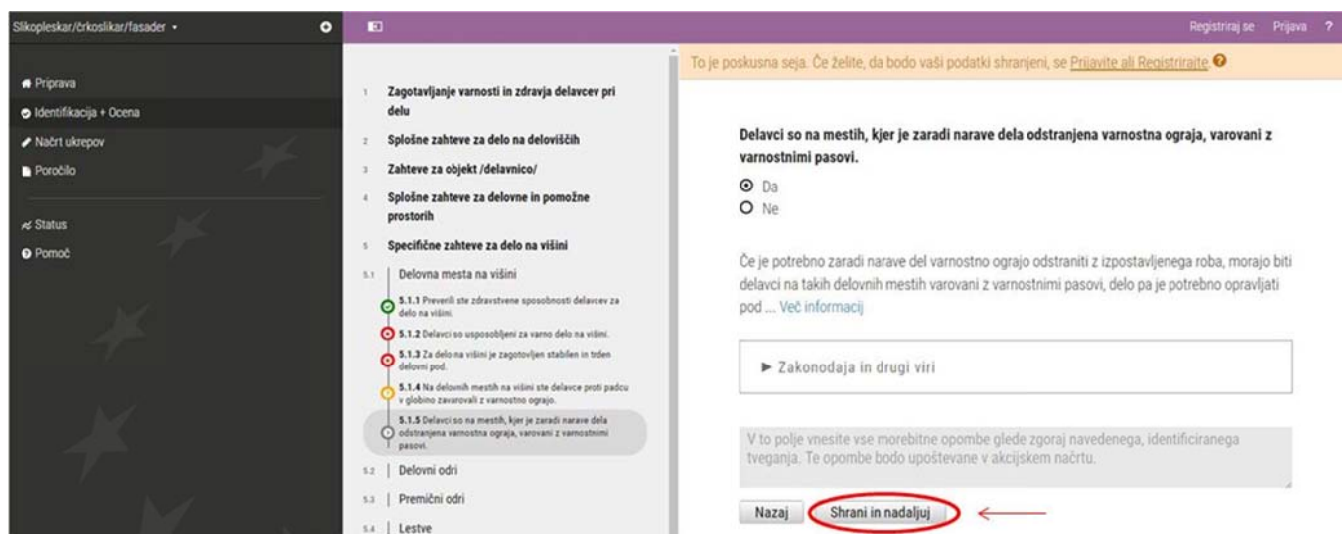 Slikopleskar/črkoslikar/fasader
Registriraj se Prijava ?
Priprava
Identifikacija + Ocena
Načrt ukrepov
Poročilo
Status
Pomoč
1 Zagotavljanje varnosti in zdravja delavcev pri
delu
2 Splošne zahteve za delo na deloviščih
3 Zahteve za objekt /delavnico/
4 Splošne zahteve za delovne in pomožne
prostorih
5 Specifične zahteve za delo na višini
5.1 Delovna mesta na višini
5.1.1 Preverili ste zdravstvene sposobnosti delavcev za
delo na višini.
5.1.2 Delavci so usposobljeni za varno delo na višini.
5.1.3 Za delo na višini je zagotovljen stabilen in trden
delovni pod.
5.1.4 Na delovnih mestih na višini ste delavce proti padcu
v globino zavarovali z varnostno ograjo.
5.1.5 Delavci so na mestih, kjer je zaradi narave dela
odstranjena varnostna ograja, varovani z varnostnimi
pasovi.
5.2 Delovni odri
5.3 Premični odri
5.4 Lestve
To je poskusna seja. Če želite, da bodo vaši podatki shranjeni, se Prijavite ali Registrirajte ?
Delavci so na mestih, kjer je zaradi narave dela odstranjena varnostna ograja, varovani z
varnostnimi pasovi.
Da
Ne
Če je potrebno zaradi narave del varnostno ograjo odstraniti z izpostavljenega roba, morajo biti
delavci na takih delovnih mestih varovani z varnostnimi pasovi, delo pa je potrebno opravljati
pod ... Več informacij
Zakonodaja in drugi viri
V to polje vnesite vse morebitne opombe glede zgoraj navedenega, identificiranega
tveganja. Te opombe bodo upoštevane v akcijskem načrtu.
Nazaj Shrani in nadaljuj